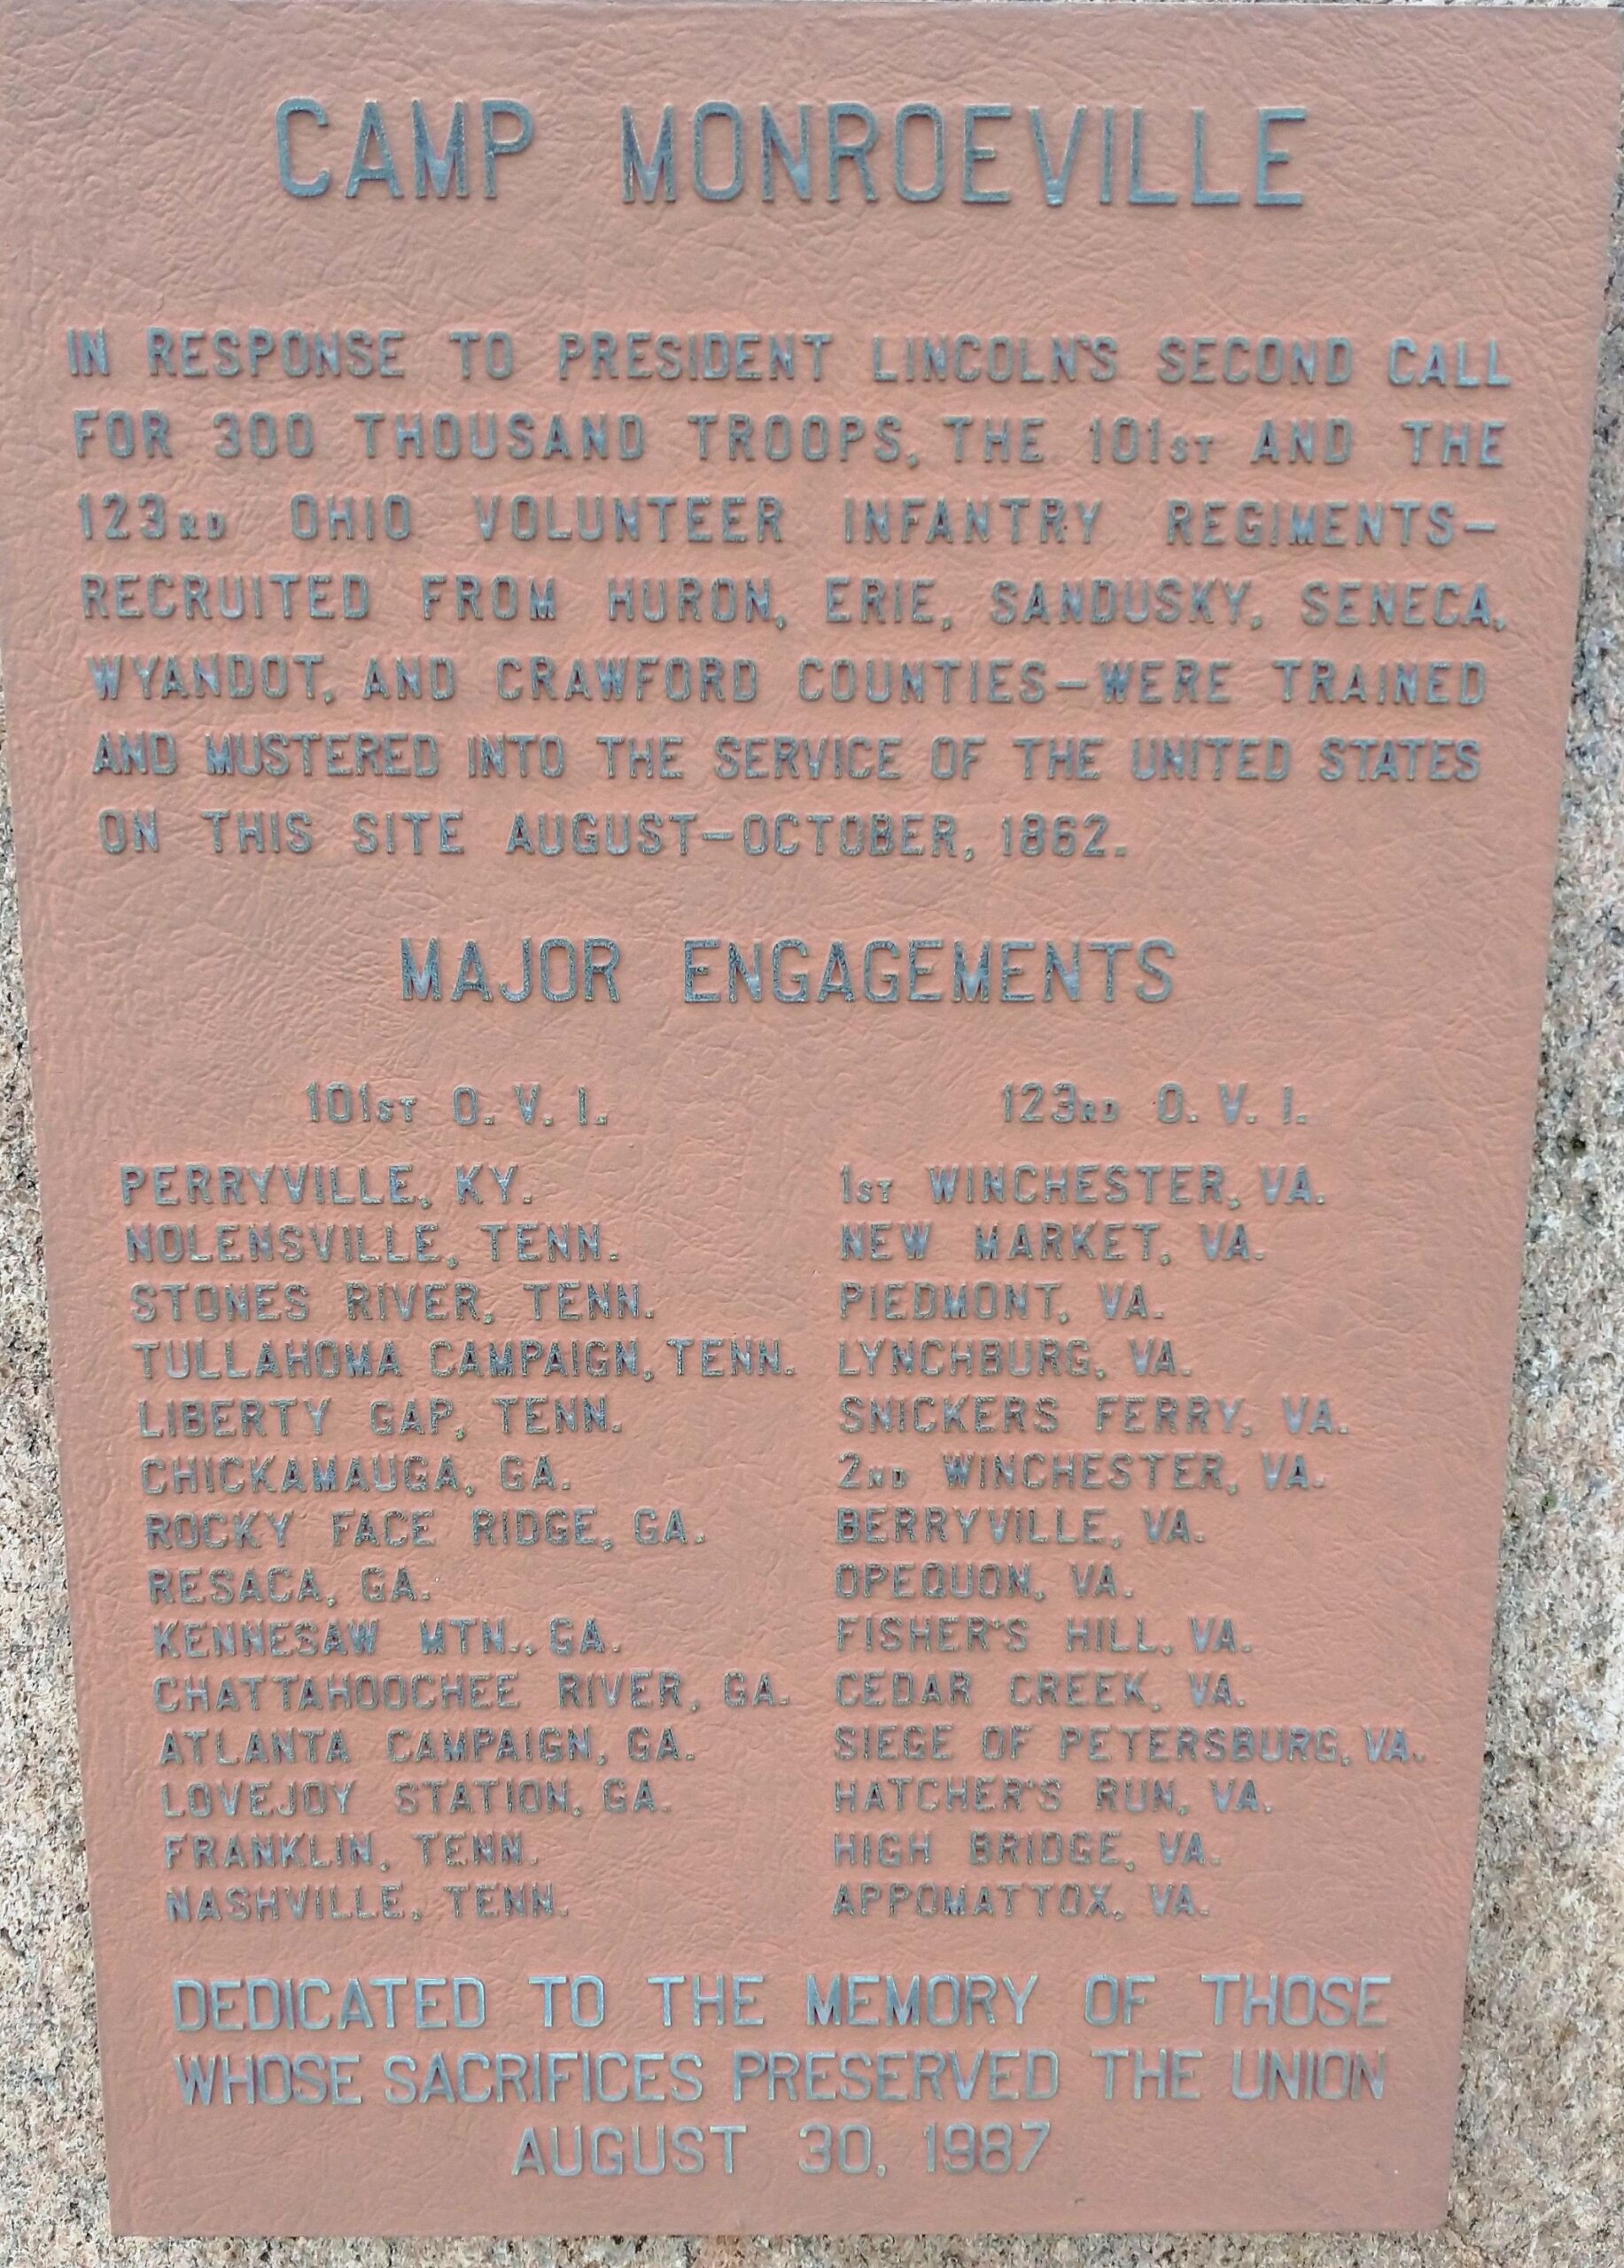 CAMP MONROEVILLE
IN RESPONSE TO PRESIDENT LINCOLN'S SECOND CALL
FOR 300 THOUSAND TROOPS, THE 101ST AND THE
123RD OHIO VOLUNTEER INFANTRY REGIMENTS—
RECRUITED FROM HURON, ERIE, SANDUSKY, SENECA,
WYANDOT, AND CRAWFORD COUNTIES—WERE TRAINED
AND MUSTERED INTO THE SERVICE OF THE UNITED STATES
ON THIS SITE AUGUST—OCTOBER, 1862.
MAJOR ENGAGEMENTS
101ST O. V. I.
PERRYVILLE, KY.
NOLENSVILLE, TENN.
STONES RIVER, TENN.
TULLAHOMA CAMPAIGN, TENN.
LIBERTY GAP, TENN.
CHICKAMAUGA, GA.
ROCKY FACE RIDGE, GA.
RESACA, GA.
KENNESAW MTN., GA.
CHATTAHOOCHEE RIVER, GA.
ATLANTA CAMPAIGN, GA.
LOVEJOY STATION, GA.
FRANKLIN, TENN.
NASHVILLE, TENN.
123RD O. V. I.
1ST WINCHESTER, VA.
NEW MARKET, VA.
PIEDMONT, VA.
LYNCHBURG, VA.
SNICKERS FERRY, VA.
2ND WINCHESTER, VA.
BERRYVILLE, VA.
OPEQUON, VA.
FISHER'S HILL, VA.
CEDAR CREEK, VA.
SIEGE OF PETERSBURG, VA.
HATCHER'S RUN, VA.
HIGH BRIDGE, VA.
APPOMATTOX, VA.
DEDICATED TO THE MEMORY OF THOSE
WHOSE SACRIFICES PRESERVED THE UNION
AUGUST 30, 1987